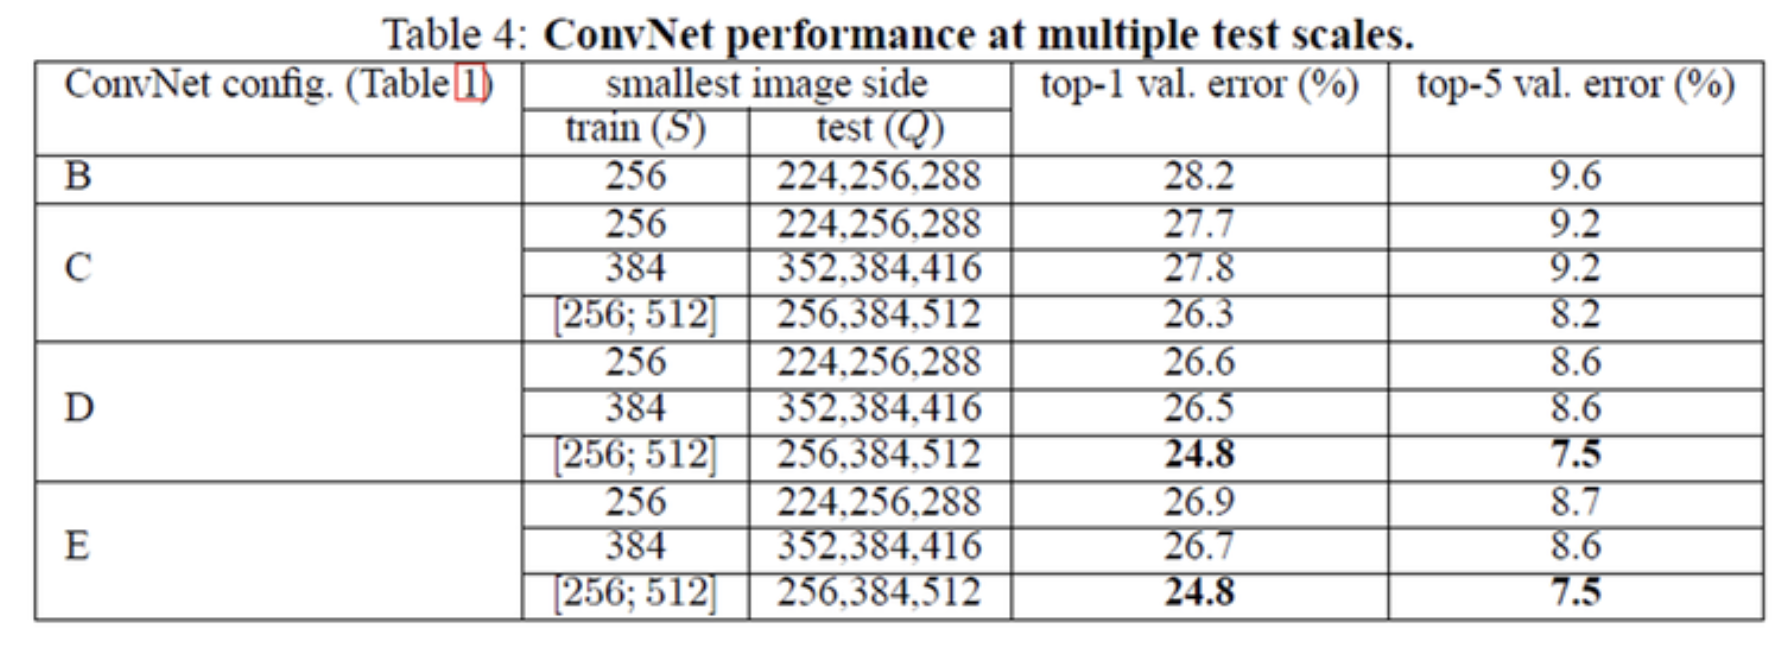 Table 4: ConvNet performance at multiple test scales.
ConvNet config. (Table 1) smallest image side top-1 val. error (%) top-5 val. error (%)
train (S) test (Q)
B 256 224,256,288 28.2 9.6
256 224,256,288 27.7 9.2
C 384 352,384,416 27.8 9.2
[256; 512] 256,384,512 26.3 8.2
256 224,256,288 26.6 8.6
D 384 352,384,416 26.5 8.6
[256; 512] 256,384,512 24.8 7.5
256 224,256,288 26.9 8.7
E 384 352,384,416 26.7 8.6
[256; 512] 256,384,512 24.8 7.5